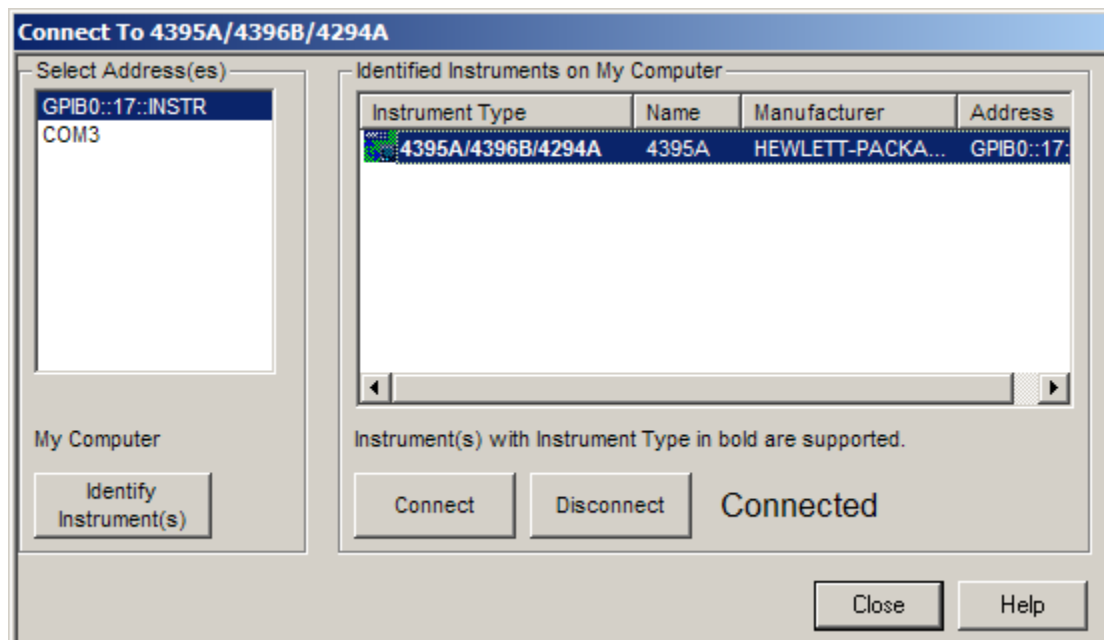 Connect To 4395A/4396B/4294A
Select Address(es)
GPIB0::17::INSTR
COM3
My Computer
Identify
Instrument(s)
Identified Instruments on My Computer
Instrument Type Name Manufacturer Address
4395A/4396B/4294A 4395A HEWLETT-PACKA... GPIB0::17:
Instrument(s) with Instrument Type in bold are supported.
Connect Disconnect Connected
Close Help